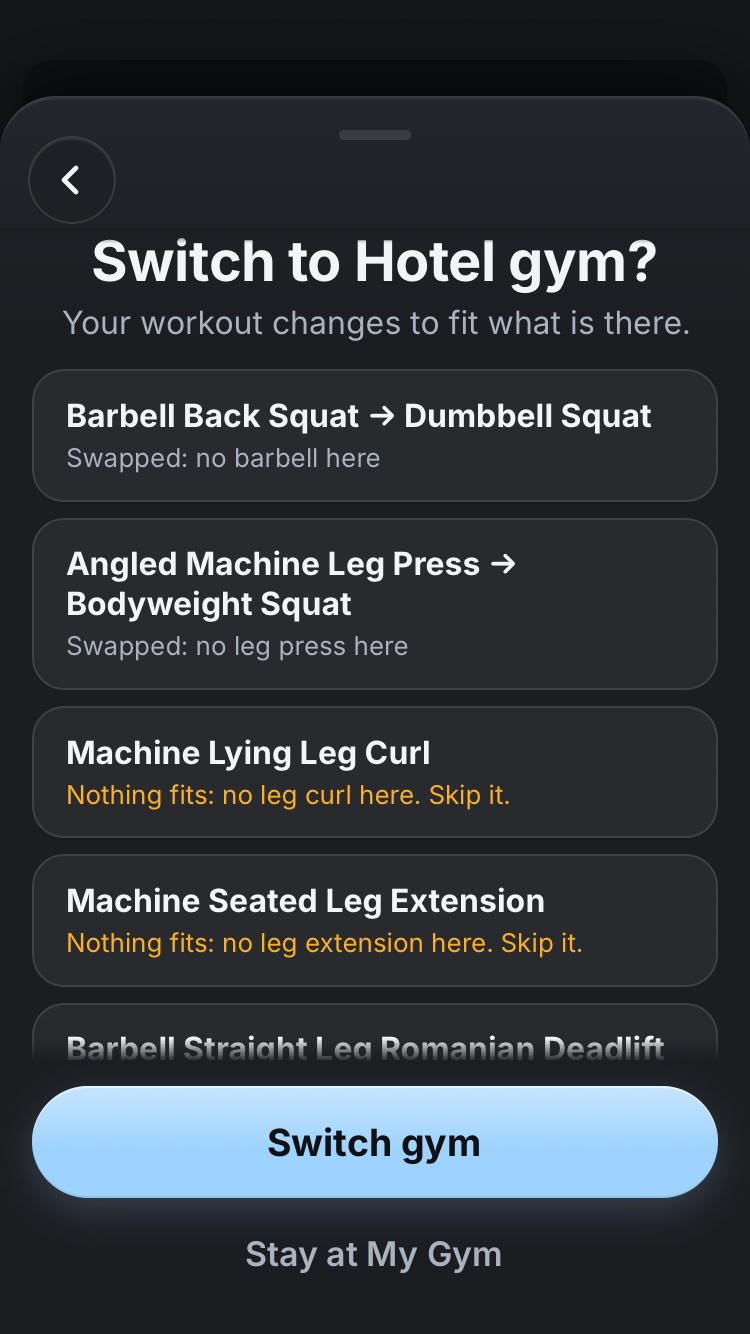 Switch to Hotel gym?
Your workout changes to fit what is there.
Barbell Back Squat → Dumbbell Squat
Swapped: no barbell here
Angled Machine Leg Press →
Bodyweight Squat
Swapped: no leg press here
Machine Lying Leg Curl
Nothing fits: no leg curl here. Skip it.
Machine Seated Leg Extension
Nothing fits: no leg extension here. Skip it.
Barbell Straight Leg Romanian Deadlift
Switch gym
Stay at My Gym